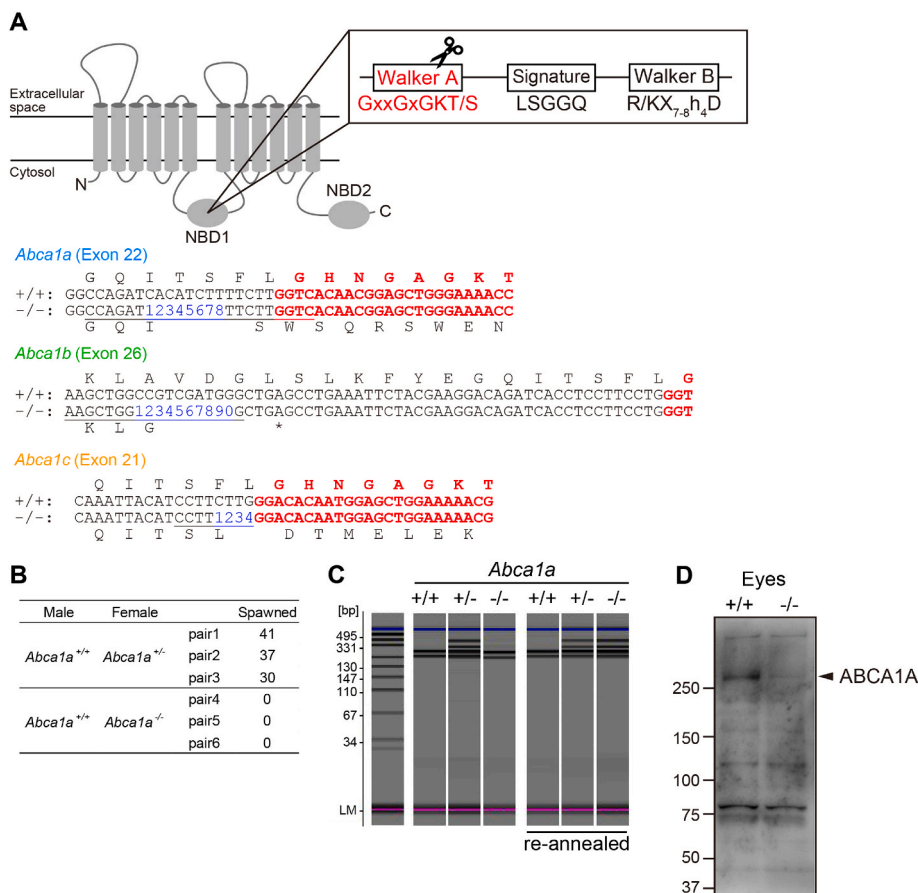 A
Extracellular space
Cytosol
N
NBD1
NBD2
C
Walker A
Signature
Walker B
GxxGxGKT/S
LSGGQ
R/KX7-8h4D
Abca1a (Exon 22)
G Q I T S F L G H N G A G K T
+/+: GGCCAGATCACATCTTTTCTTGGTCACAACGGAGCTGGGAAAACC
-/-: GGCCAGAT12345678TTCTTGGTCACAACGGAGCTGGGAAAACC
G Q I S W S Q R S W E N
Abca1b (Exon 26)
K L A V D G L S L K F Y E G Q I T S F L G
+/+: AAGCTGGCCGTCGATGGGCTGAGCCTGAAATTCTACGAAGGACAGATCACCTCCTTCCTGGGT
-/-: AAGCTGG1234567890GCTGAGCCTGAAATTCTACGAAGGACAGATCACCTCCTTCCTGGGT
K L G *
Abca1c (Exon 21)
Q I T S F L G H N G A G K T
+/+: CAAATTACATCCTTCTTGGGACACAATGGAGCTGGAAAAACG
-/-: CAAATTACATCCTT1234GGACACAATGGAGCTGGAAAAACG
Q I T S L D T M E L E K
B
Male Female Spawned
pair1 41
Abca1a+/+ Abca1a+/- pair2 37
pair3 30
pair4 0
Abca1a+/+ Abca1a-/- pair5 0
pair6 0
C
Abca1a
[bp] +/+ +/- -/- +/+ +/- -/-
495
331
130
147
110
67
34
LM
re-annealed
D
Eyes
+/+ -/-
ABCA1A
250
150
100
75
50
37